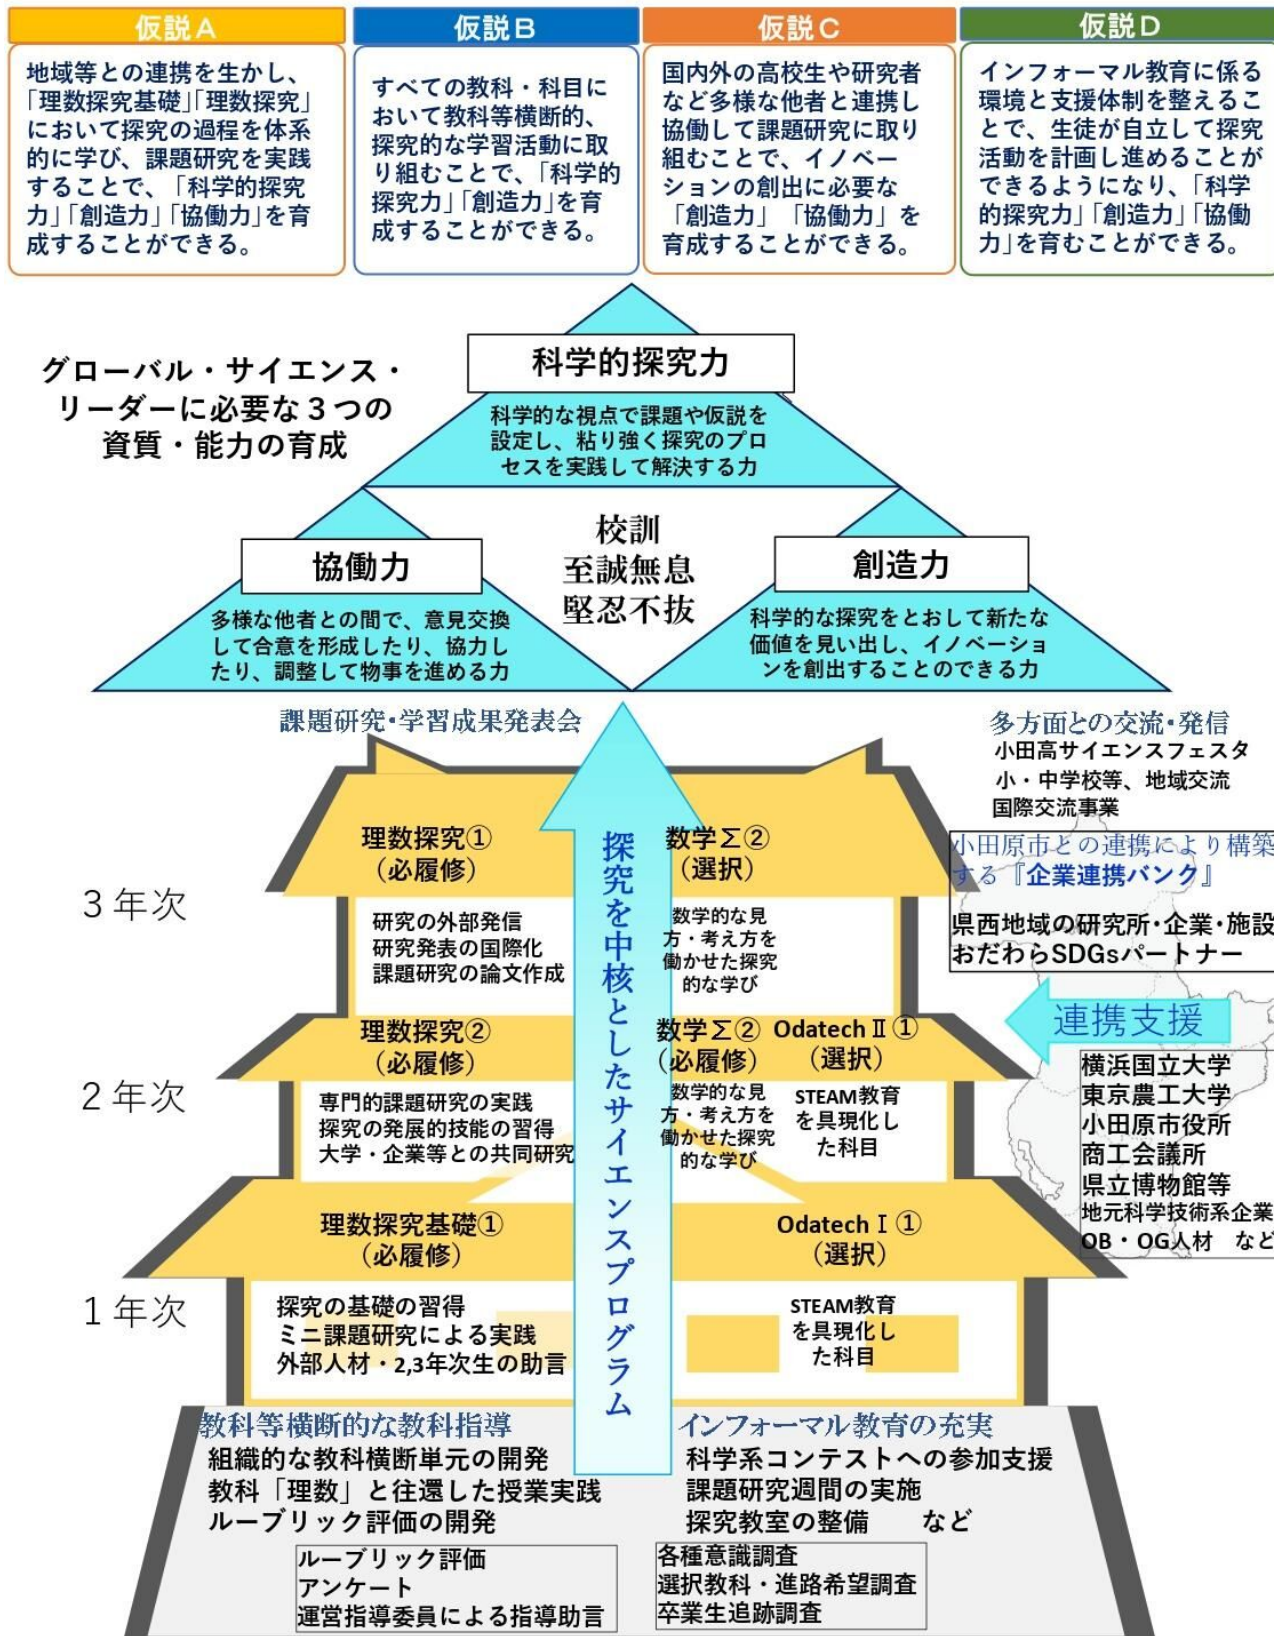 仮説A
地域等との連携を生かし、
「理数探究基礎」「理数探究」
において探究の過程を体系
的に学び、課題研究を実践
することで、「科学的探究
力」「創造力」「協働力」を育
成することができる。
仮説B
すべての教科・科目に
おいて教科等横断的、
探究的な学習活動に取
り組むことで、「科学的
探究力」「創造力」を育
成することができる。
仮説C
国内外の高校生や研究者
など多様な他者と連携し
協働して課題研究に取り
組むことで、イノベー
ションの創出に必要な
「創造力」「協働力」を
育成することができる。
仮説D
インフォーマル教育に係る
環境と支援体制を整えるこ
とで、生徒が自立して探究
活動を計画し進めることが
できるようになり、「科学
的探究力」「創造力」「協働
力」を育むことができる。
グローバル・サイエンス・
リーダーに必要な３つの
資質・能力の育成
科学的探究力
科学的な視点で課題や仮説を
設定し、粘り強く探究のプロ
セスを実践して解決する力
校訓
至誠無息
堅忍不抜
協働力
多様な他者との間で、意見交換
して合意を形成したり、協力し
たり、調整して物事を進める力
創造力
科学的な探究をとおして新たな
価値を見い出し、イノベーショ
ンを創出することのできる力
課題研究・学習成果発表会
多方面との交流・発信
小田高サイエンスフェスタ
小・中学校等、地域交流
国際交流事業
小田原市との連携により構築
する『企業連携バンク』
県西地域の研究所・企業・施設
おだわらSDGsパートナー
連携支援
横浜国立大学
東京農工大学
小田原市役所
商工会議所
県立博物館等
地元科学技術系企業
OB・OG人材　など
探究を中核としたサイエンスプログラム
３年次
理数探究①
（必履修）
研究の外部発信
研究発表の国際化
課題研究の論文作成
数学Σ②
（選択）
数学的な見
方・考え方を
働かせた探究
的な学び
２年次
理数探究②
（必履修）
専門的課題研究の実践
探究の発展的技能の習得
大学・企業等との共同研究
数学Σ②
（必履修）
数学的な見
方・考え方を
働かせた探究
的な学び
OdatechⅡ①
（選択）
STEAM教育
を具現化し
た科目
１年次
理数探究基礎①
（必履修）
探究の基礎の習得
ミニ課題研究による実践
外部人材・2,3年次生の助言
OdatechⅠ①
（選択）
STEAM教育
を具現化し
た科目
教科等横断的な教科指導
組織的な教科横断単元の開発
教科「理数」と往還した授業実践
ルーブリック評価の開発
ルーブリック評価
アンケート
運営指導委員による指導助言
インフォーマル教育の充実
科学系コンテストへの参加支援
課題研究週間の実施
探究教室の整備　　など
各種意識調査
選択教科・進路希望調査
卒業生追跡調査